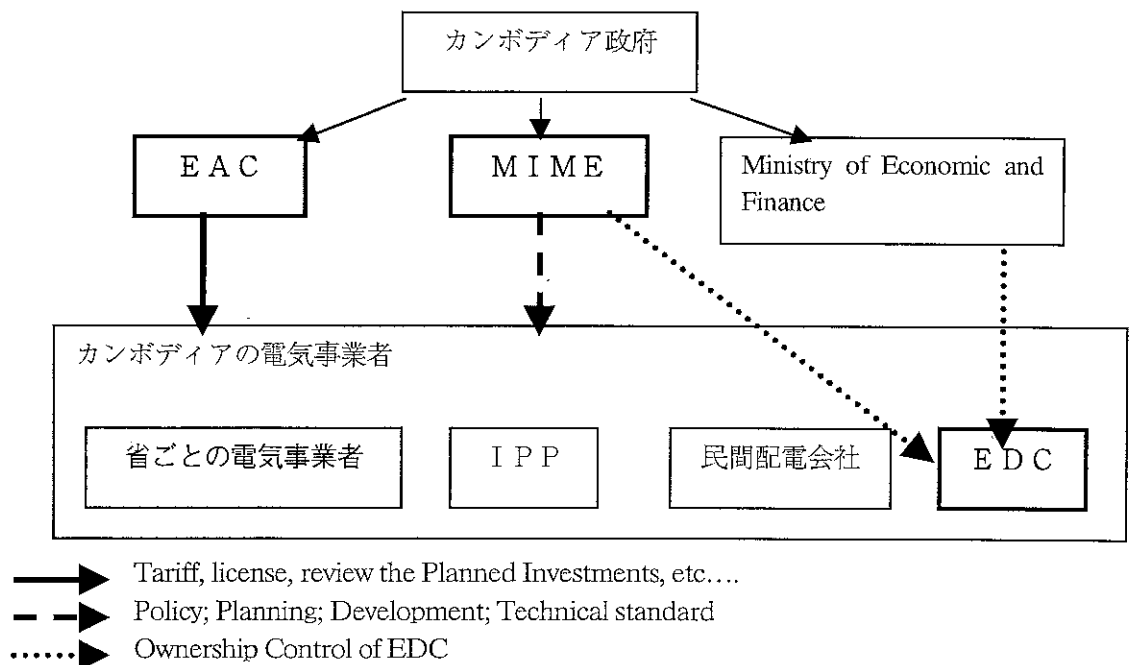 カンボディア政府
ＥＡＣ
ＭＩＭＥ
Ministry of Economic and
Finance
カンボディアの電気事業者
省ごとの電気事業者
ＩＰＰ
民間配電会社
ＥＤＣ
Tariff, license, review the Planned Investments, etc….
Policy; Planning; Development; Technical standard
Ownership Control of EDC